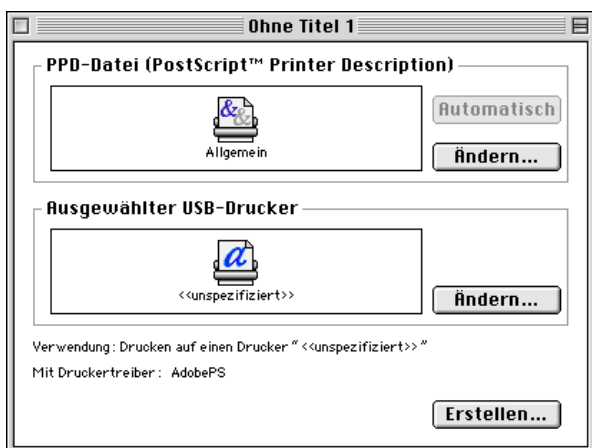 Ohne Titel 1
PPD-Datei (PostScript™ Printer Description)
Automatisch
Allgemein
Ändern...
Ausgewählter USB-Drucker
<<unspezifiziert>>
Ändern...
Verwendung: Drucken auf einen Drucker “<<unspezifiziert>>”
Mit Druckertreiber: AdobePS
Erstellen...